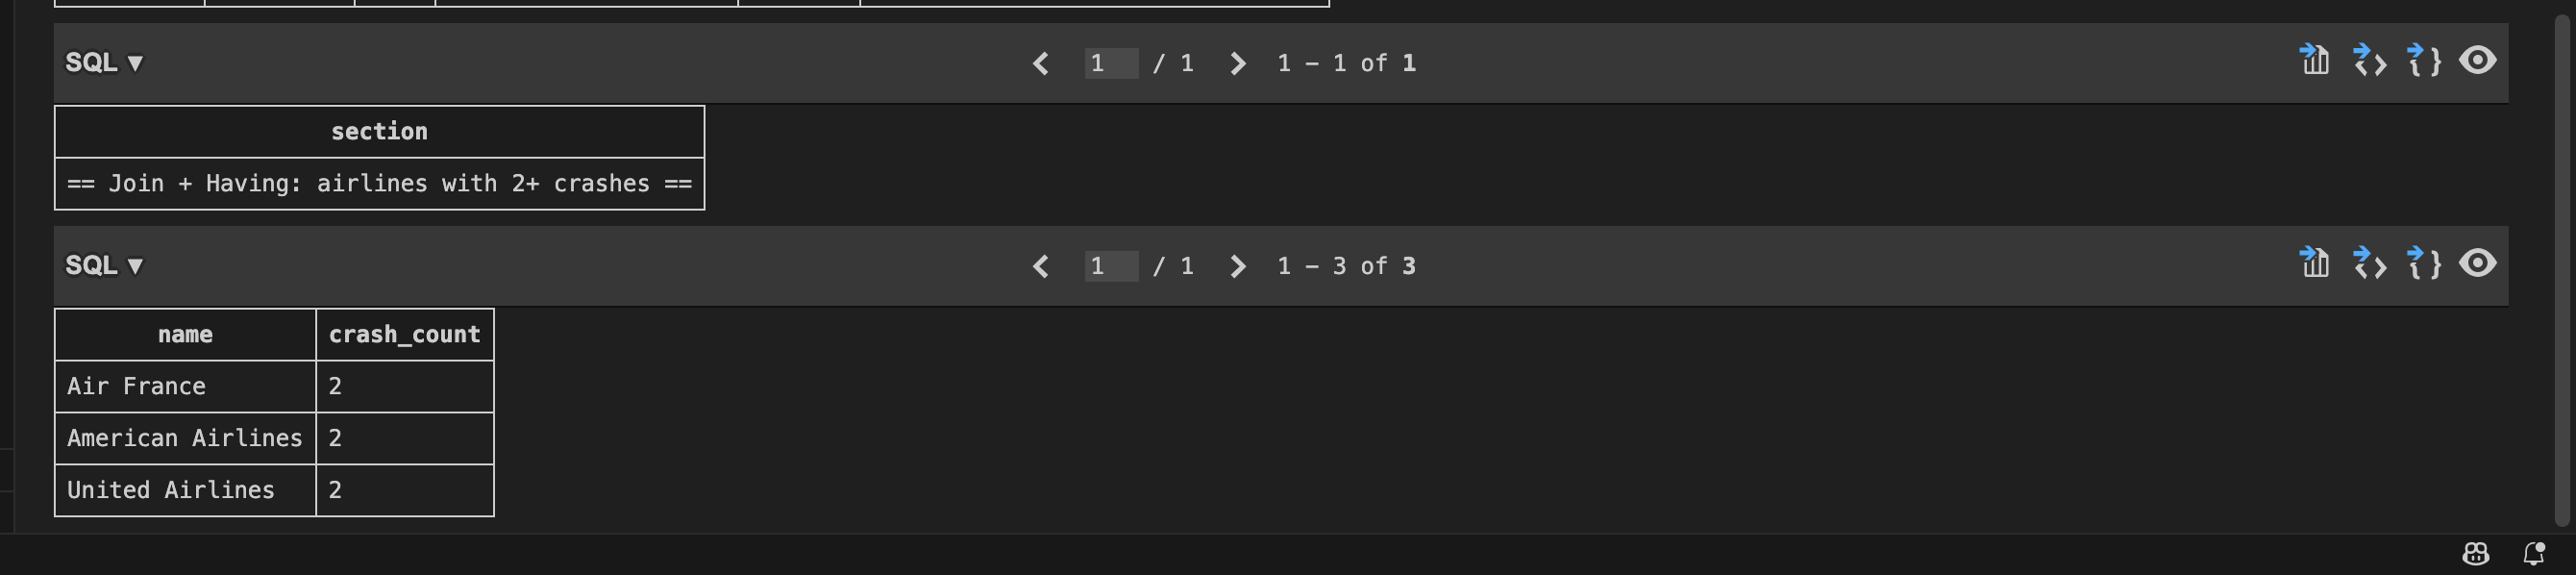 SQL ▼ 1 / 1 1 – 1 of 1
section
== Join + Having: airlines with 2+ crashes ==
SQL ▼ 1 / 1 1 – 3 of 3
name crash_count
Air France 2
American Airlines 2
United Airlines 2